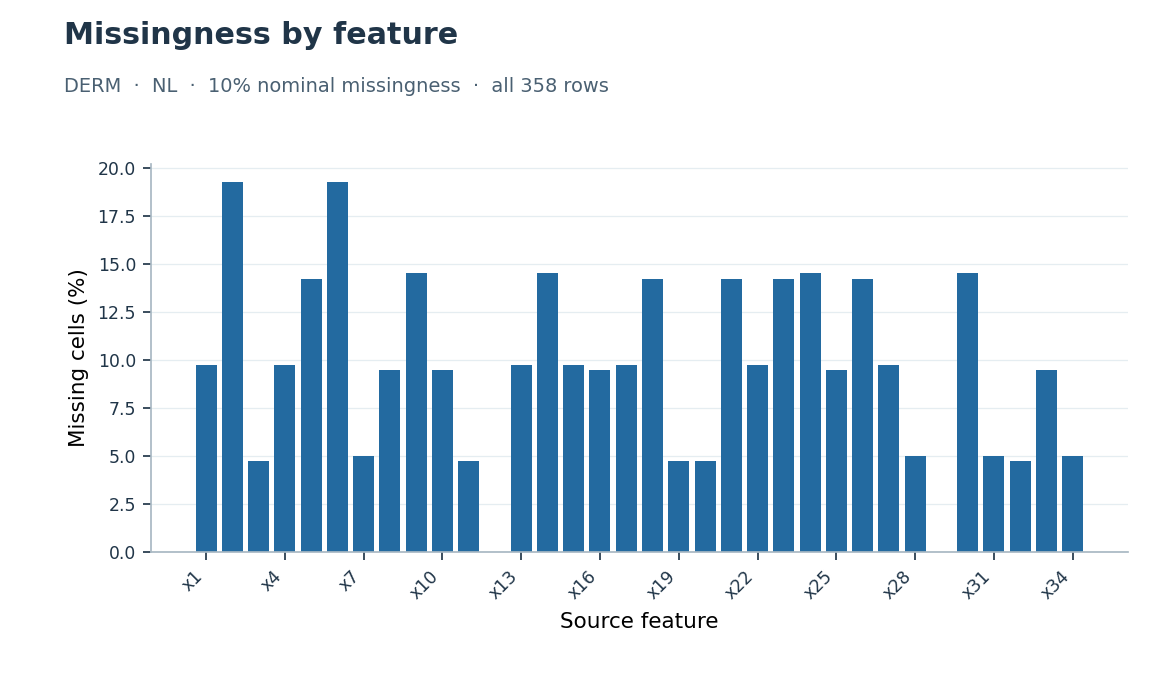 Missingness by feature
DERM · NL · 10% nominal missingness · all 358 rows
20.0
17.5
15.0
12.5
10.0
7.5
5.0
2.5
0.0
Missing cells (%)
x1 x4 x7 x10 x13 x16 x19 x22 x25 x28 x31 x34
Source feature